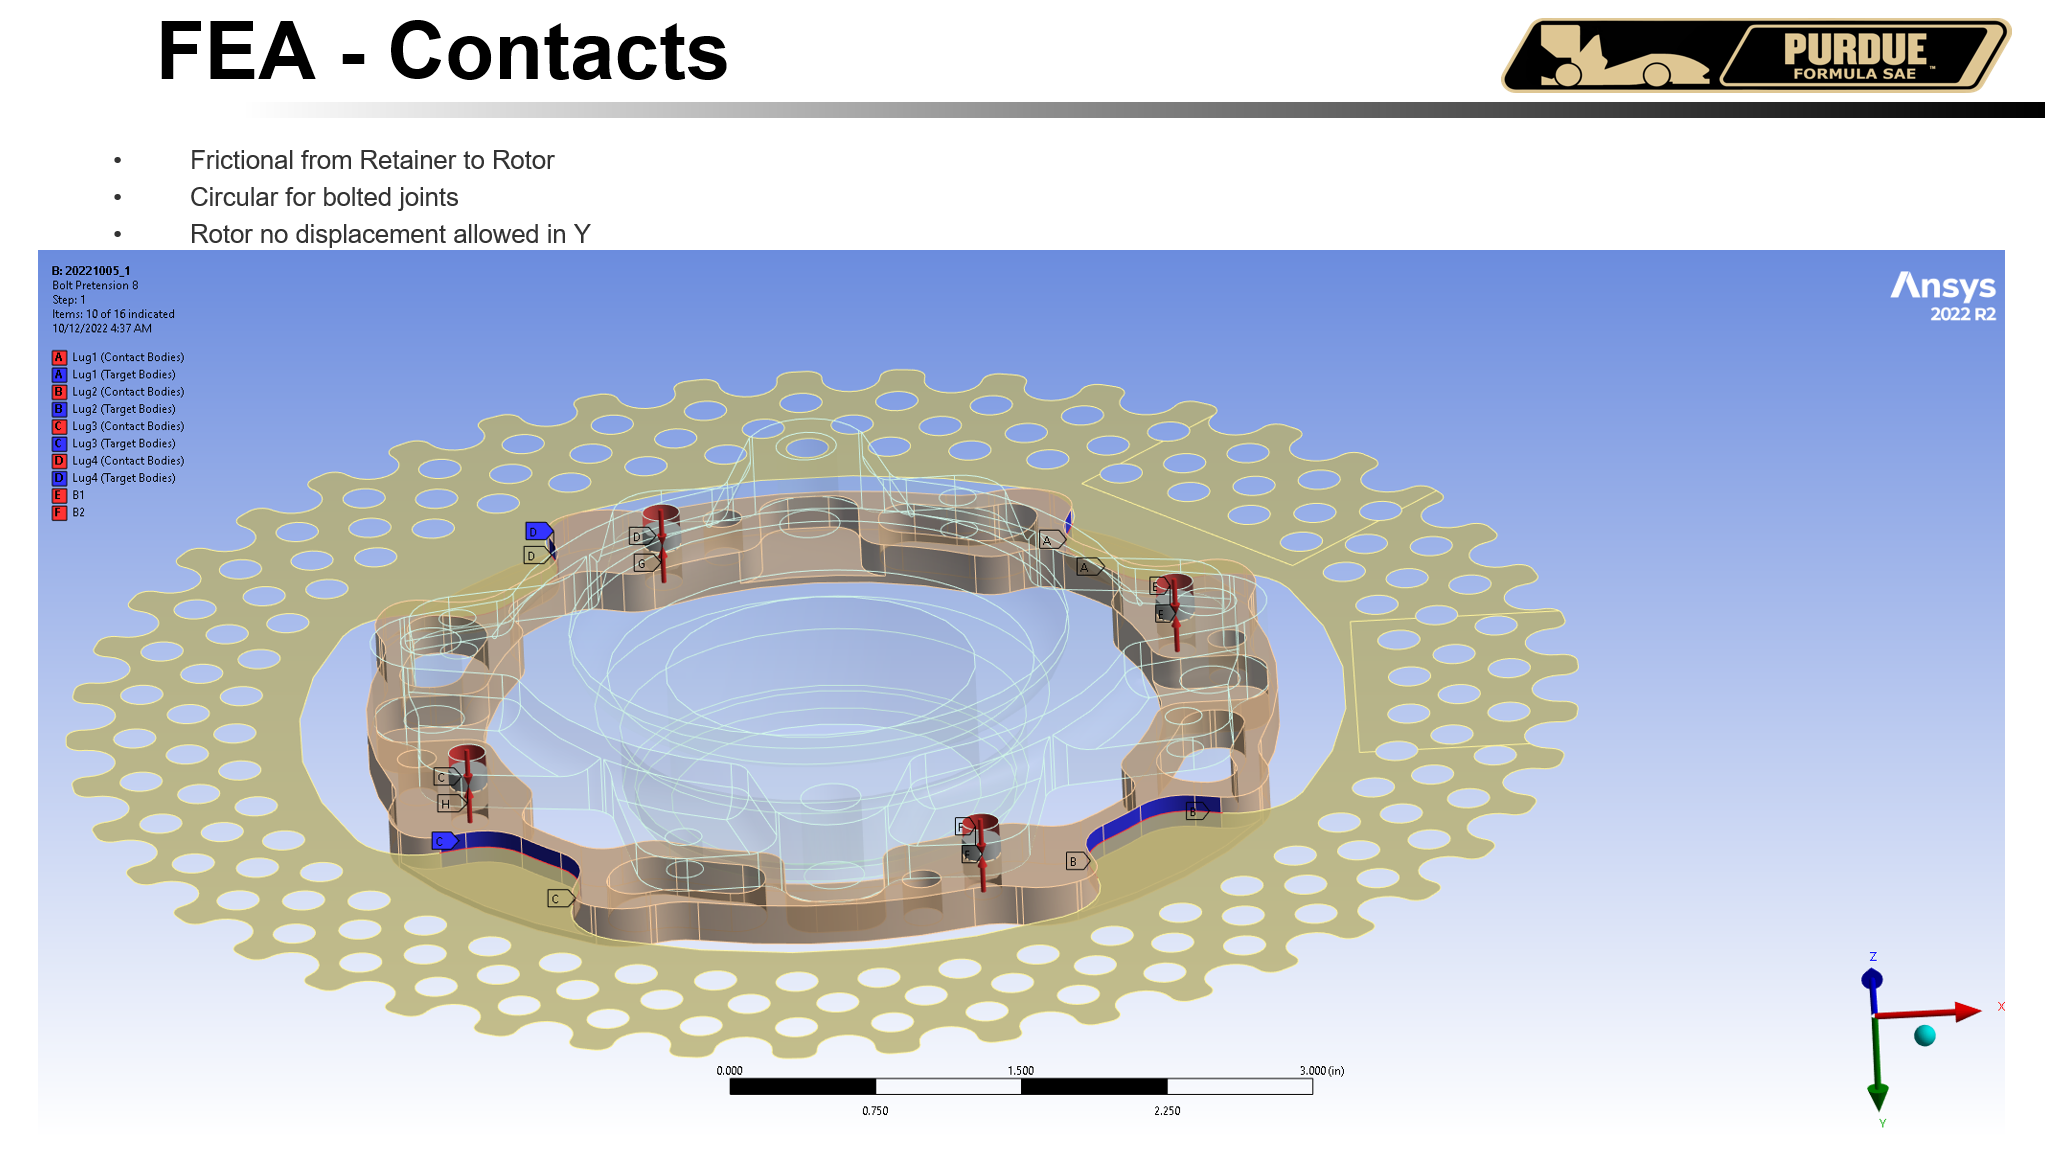 FEA - Contacts
PURDUE
FORMULA SAE ™
• Frictional from Retainer to Rotor
• Circular for bolted joints
• Rotor no displacement allowed in Y
B: 20221005_1
Bolt Pretension 8
Step: 1
Items: 10 of 16 indicated
10/12/2022 4:37 AM
Ansys
2022 R2
A Lug1 (Contact Bodies)
A Lug1 (Target Bodies)
B Lug2 (Contact Bodies)
B Lug2 (Target Bodies)
C Lug3 (Contact Bodies)
C Lug3 (Target Bodies)
D Lug4 (Contact Bodies)
D Lug4 (Target Bodies)
E B1
F B2
D
D
D
G
A
A
E
E
C
H
C
C
F
F
B
B
Z
X
Y
0.000 1.500 3.000 (in)
0.750 2.250